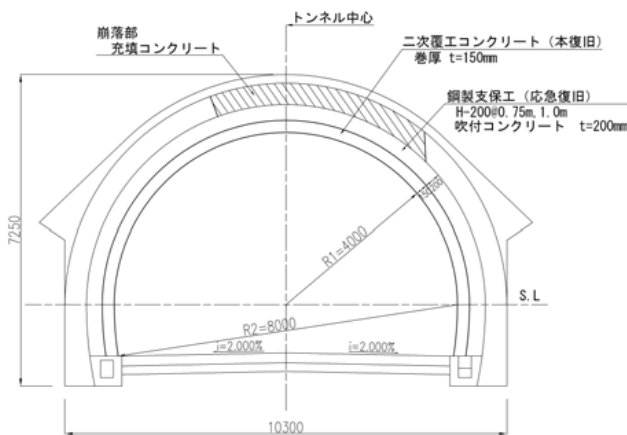 トンネル中心
崩落部
充填コンクリート
二次覆工コンクリート（本復旧）
巻厚 t=150mm
鋼製支保工（応急復旧）
H-200@0.75m,1.0m
吹付コンクリート t=200mm
150
200
R1=4000
7250
S.L
R2=8000
i=2.000%
i=2.000%
10300